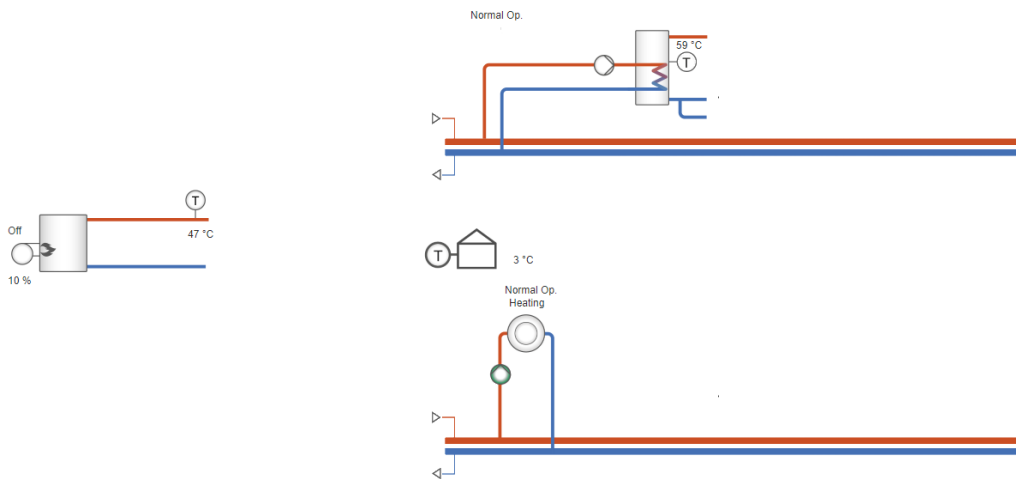 Normal Op.
59 °C
T
T
Off
47 °C
10 %
T
3 °C
Normal Op.
Heating